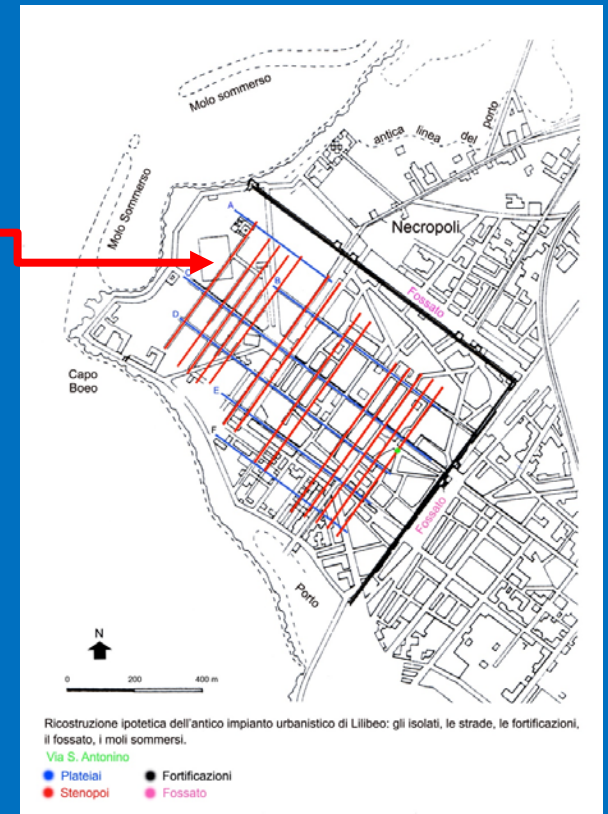 Molo sommerso
Molo Sommerso
antica linea del porto
Necropoli
A
Fossato
B
C
D
Capo
Boeo
E
F
Fossato
Porto
N
0 200 400 m
Ricostruzione ipotetica dell'antico impianto urbanistico di Lilibeo: gli isolati, le strade, le fortificazioni,
il fossato, i moli sommersi.
Via S. Antonino
Plateiai
Fortificazioni
Stenopoi
Fossato